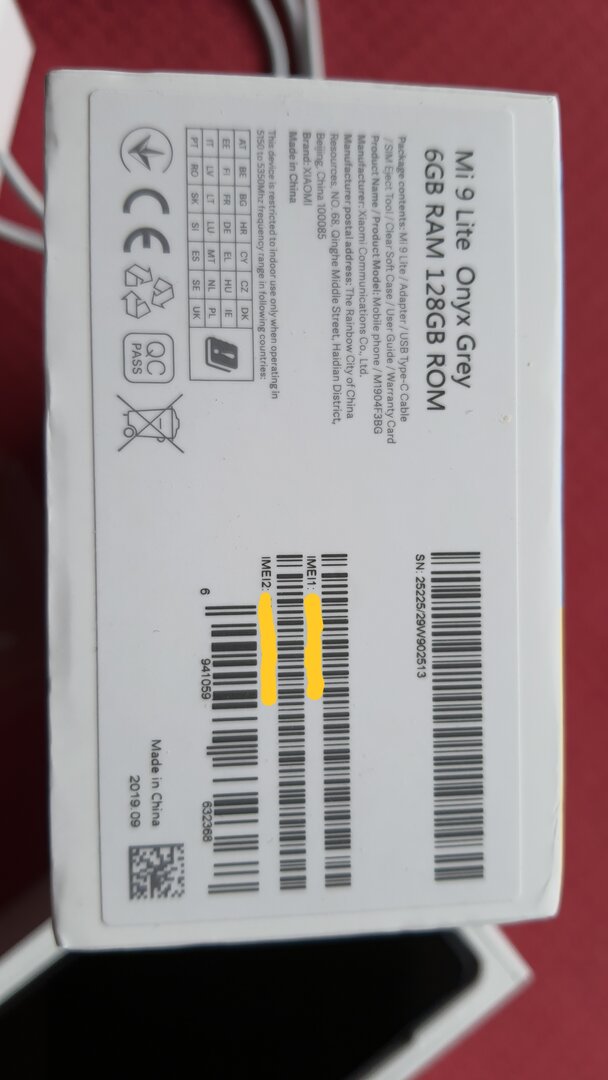 Mi 9 Lite Onyx Grey
6GB RAM 128GB ROM
Package contents: Mi 9 Lite / Adapter / USB Type-C Cable
/ SIM Eject Tool / Clear Soft Case / User Guide / Warranty Card
Product Name / Product Model: Mobile phone / M1904F3BG
Manufacturer: Xiaomi Communications Co., Ltd.
Manufacturer postal address: The Rainbow City of China
Resources, NO. 68, Qinghe Middle Street, Haidian District,
Beijing, China 100085
Brand: XIAOMI
Made in China
This device is restricted to indoor use only when operating in
5150 to 5350Mhz frequency range in following countries:
AT BE BG HR CY CZ DK
EE FI FR DE EL HU IE
IT LV LT LU MT NL PL
PT RO SK SI ES SE UK
CE
QC
PASS
SN: 25225/29W902513
IMEI1:
IMEI2:
6 941059 632368
Made in China
2019.09